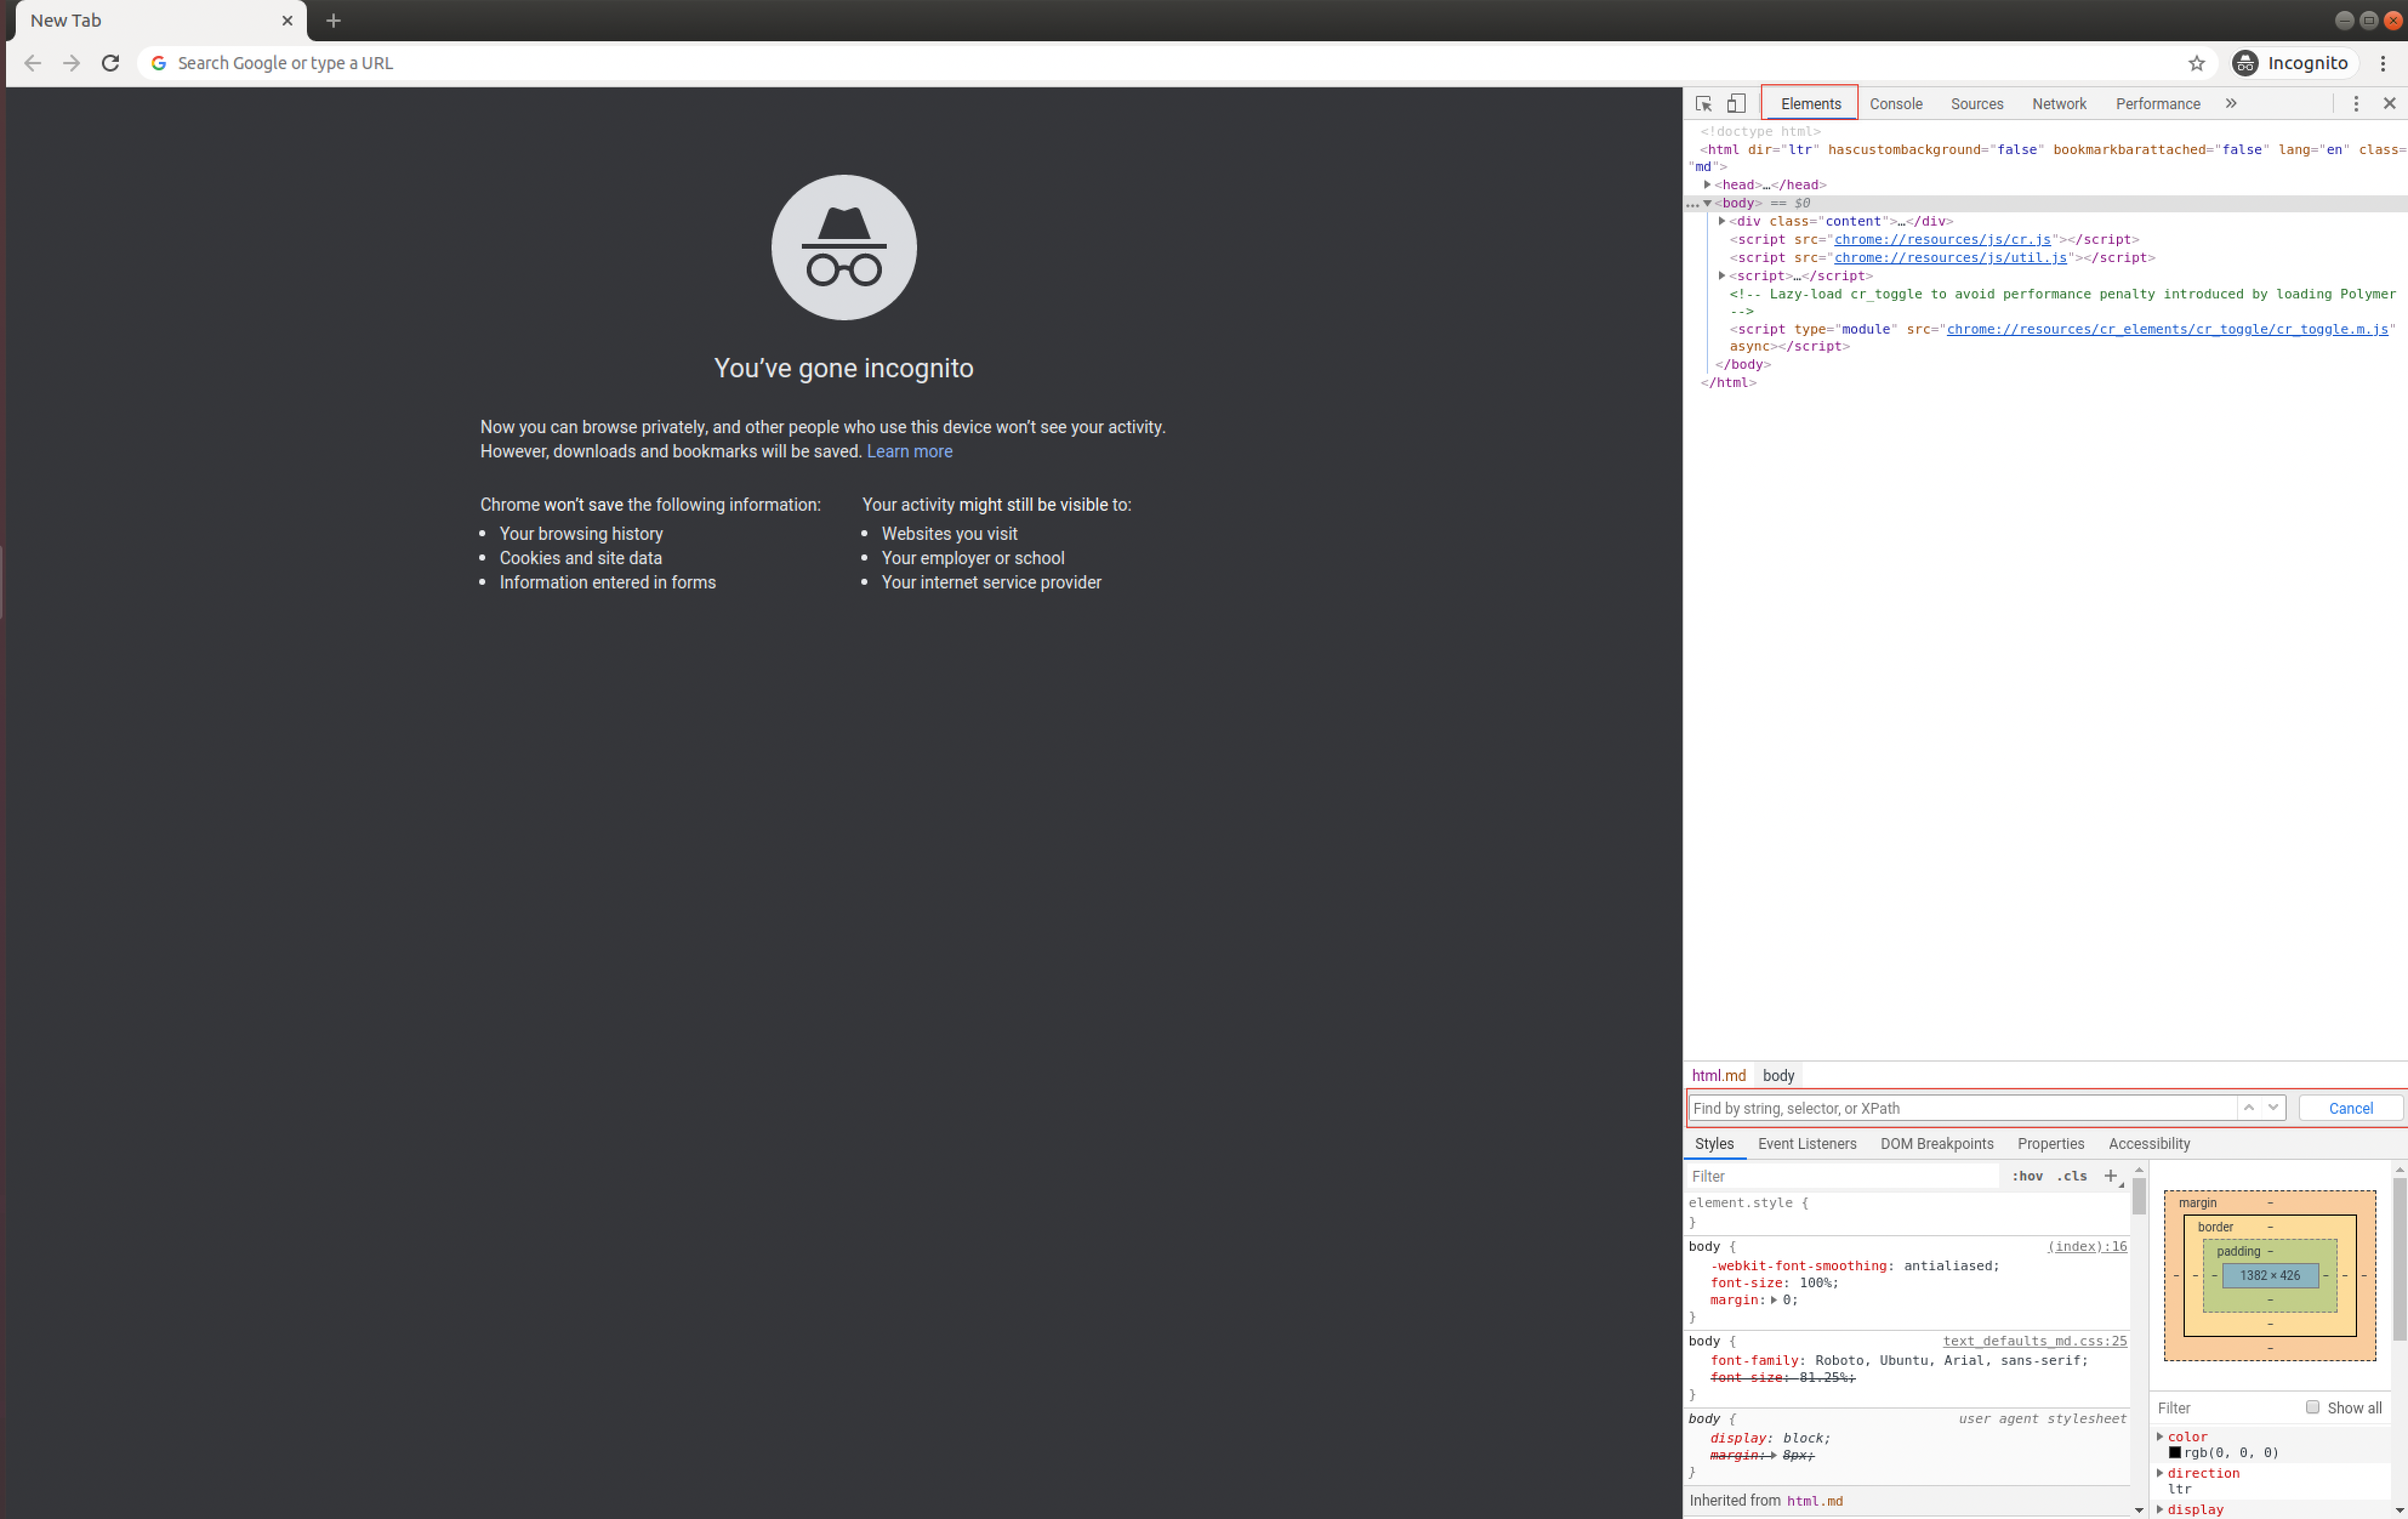 New Tab
Search Google or type a URL
Incognito
You've gone incognito
Now you can browse privately, and other people who use this device won't see your activity.
However, downloads and bookmarks will be saved. Learn more
Chrome won't save the following information:
Your browsing history
Cookies and site data
Information entered in forms
Your activity might still be visible to:
Websites you visit
Your employer or school
Your internet service provider
Elements Console Sources Network Performance »
<!doctype html>
<html dir="ltr" hascustombackground="false" bookmarkbarattached="false" lang="en" class=
"md">
<head>…</head>
<body> == $0
<div class="content">…</div>
<script src="chrome://resources/js/cr.js"></script>
<script src="chrome://resources/js/util.js"></script>
<script>…</script>
<!-- Lazy-load cr_toggle to avoid performance penalty introduced by loading Polymer
-->
<script type="module" src="chrome://resources/cr_elements/cr_toggle/cr_toggle.m.js"
async></script>
</body>
</html>
html.md body
Find by string, selector, or XPath
Cancel
Styles Event Listeners DOM Breakpoints Properties Accessibility
Filter :hov .cls +
element.style {
}
body { (index):16
-webkit-font-smoothing: antialiased;
font-size: 100%;
margin: 0;
}
body { text_defaults_md.css:25
font-family: Roboto, Ubuntu, Arial, sans-serif;
font-size: 81.25%;
}
body { user agent stylesheet
display: block;
margin: 8px;
}
Inherited from html.md
margin -
border -
padding -
- - - 1382 × 426 - - -
-
-
-
Filter Show all
color
rgb(0, 0, 0)
direction
ltr
display